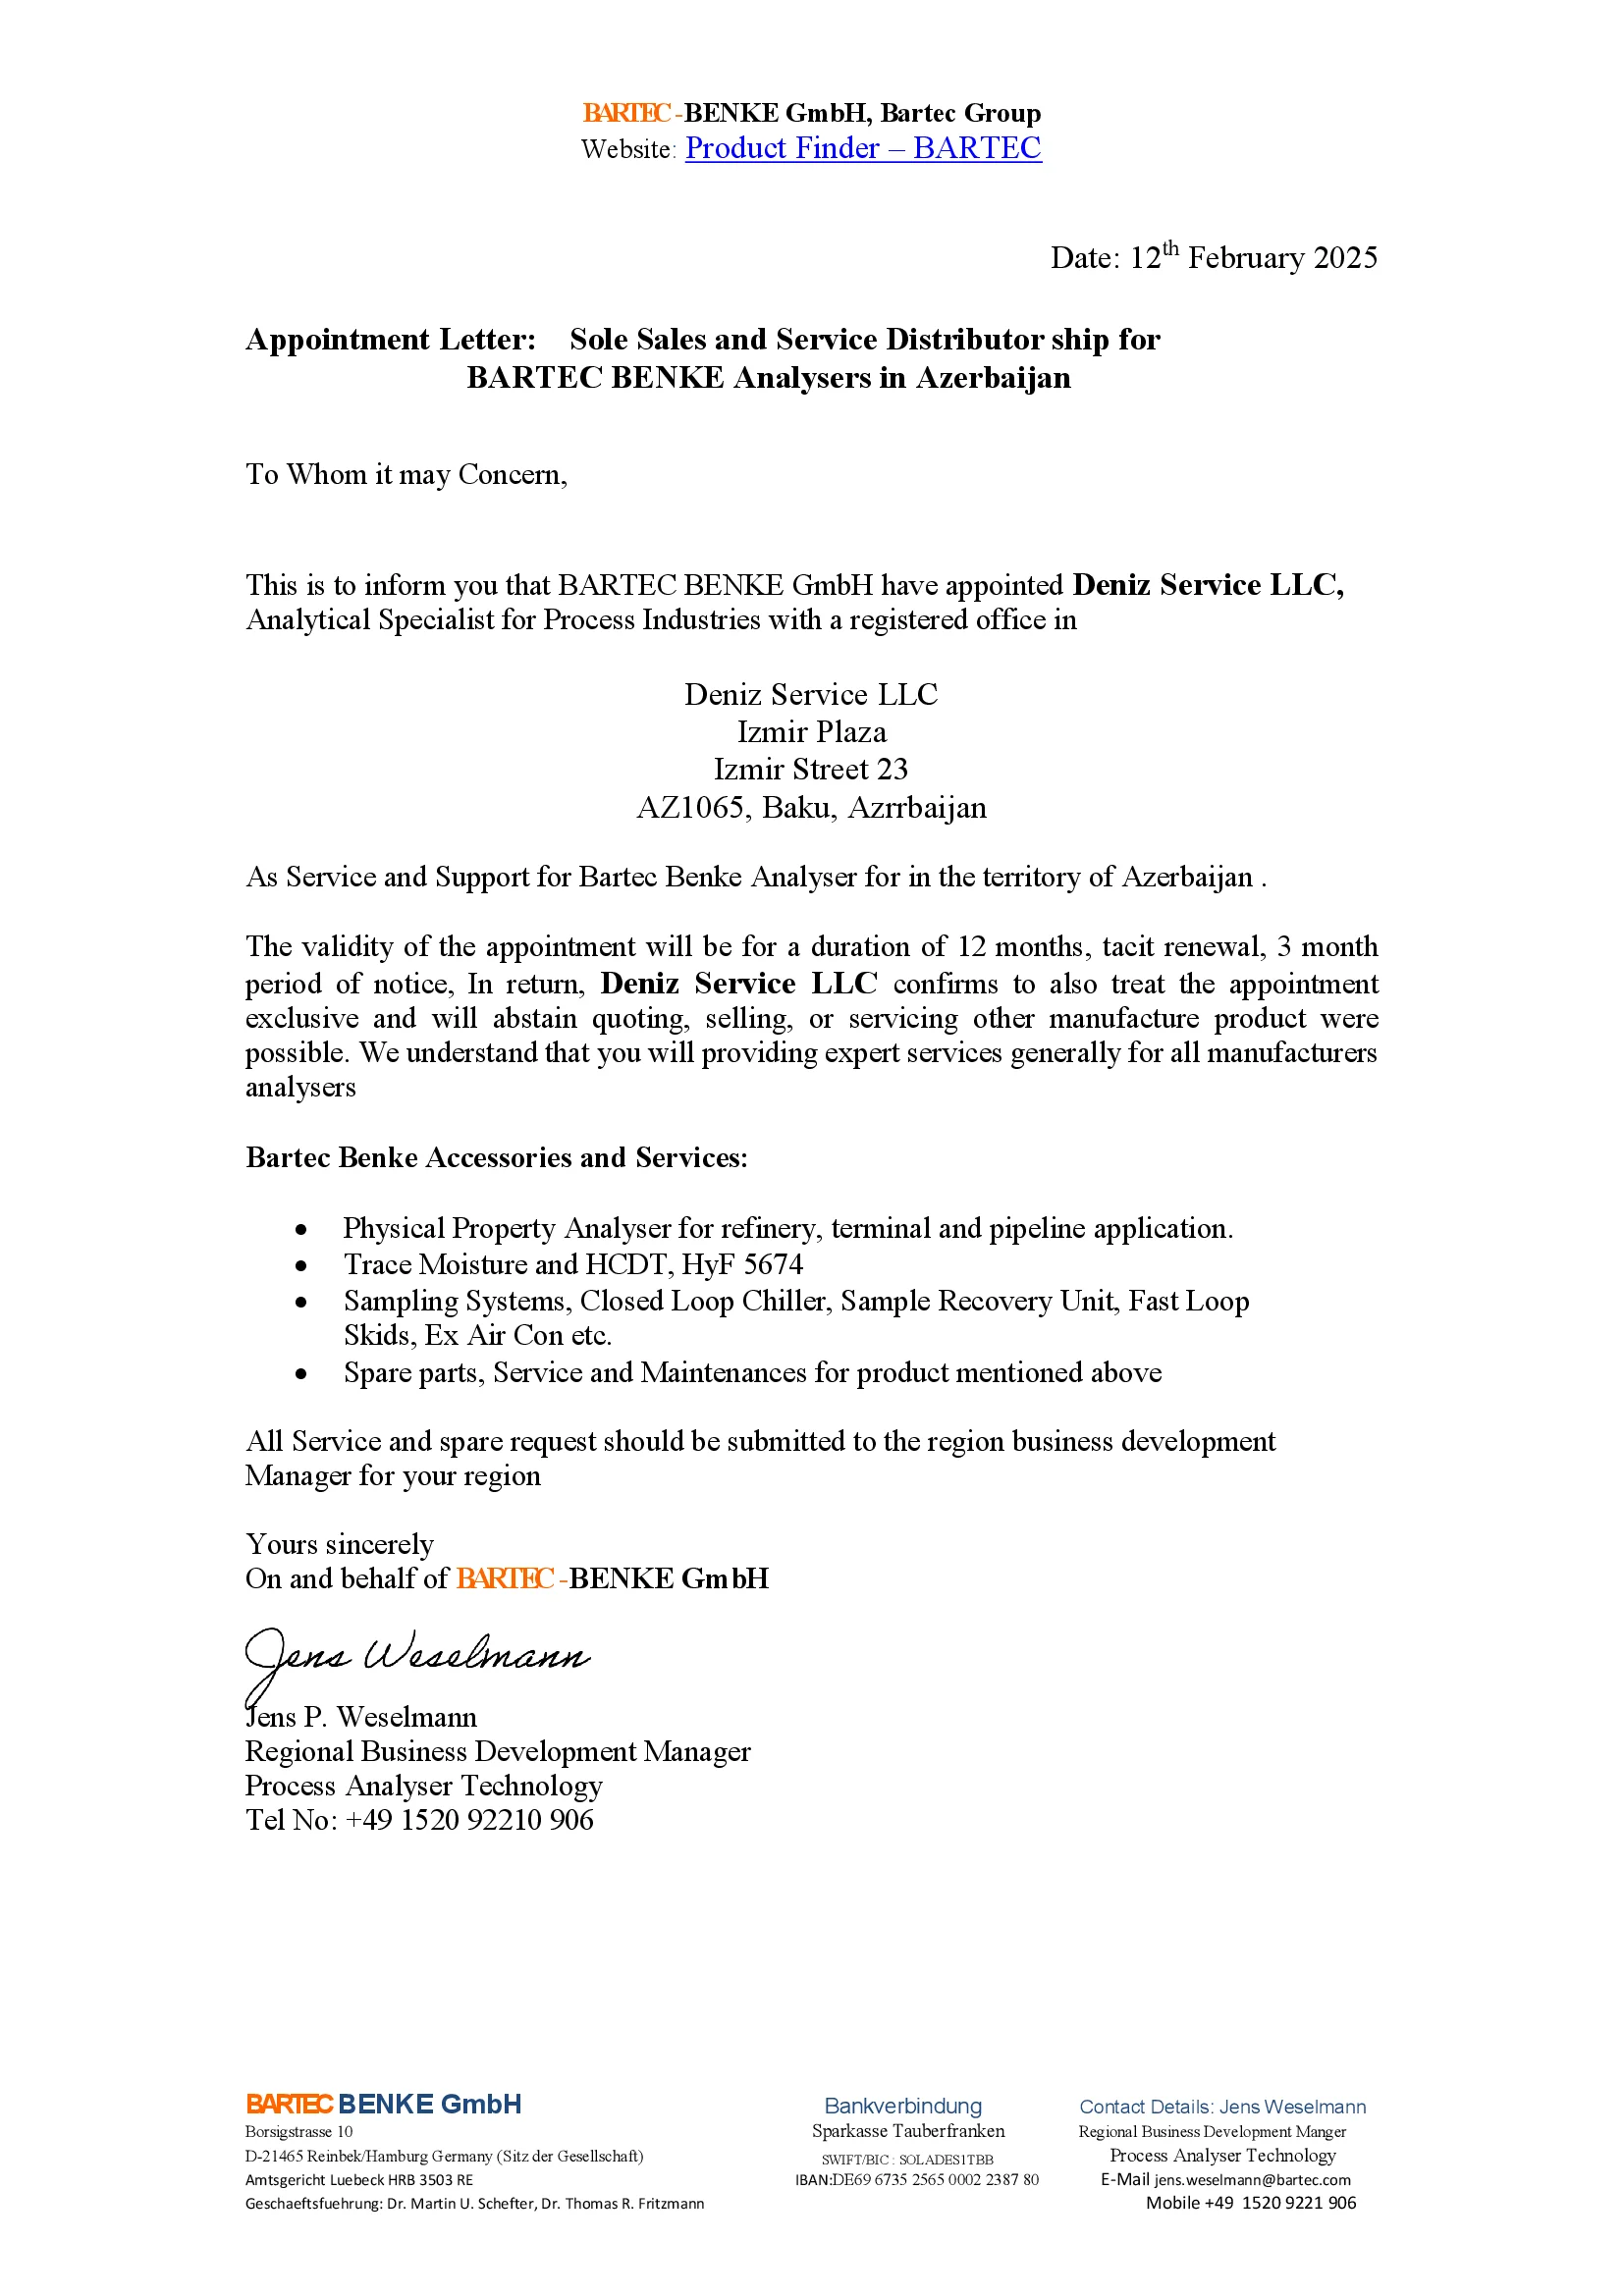 BARTEC -BENKE GmbH, Bartec Group
Website: Product Finder – BARTEC
Date: 12th February 2025
Appointment Letter: Sole Sales and Service Distributor ship for
BARTEC BENKE Analysers in Azerbaijan
To Whom it may Concern,
This is to inform you that BARTEC BENKE GmbH have appointed Deniz Service LLC,
Analytical Specialist for Process Industries with a registered office in
Deniz Service LLC
Izmir Plaza
Izmir Street 23
AZ1065, Baku, Azrrbaijan
As Service and Support for Bartec Benke Analyser for in the territory of Azerbaijan .
The validity of the appointment will be for a duration of 12 months, tacit renewal, 3 month
period of notice, In return, Deniz Service LLC confirms to also treat the appointment
exclusive and will abstain quoting, selling, or servicing other manufacture product were
possible. We understand that you will providing expert services generally for all manufacturers
analysers
Bartec Benke Accessories and Services:
• Physical Property Analyser for refinery, terminal and pipeline application.
• Trace Moisture and HCDT, HyF 5674
• Sampling Systems, Closed Loop Chiller, Sample Recovery Unit, Fast Loop
Skids, Ex Air Con etc.
• Spare parts, Service and Maintenances for product mentioned above
All Service and spare request should be submitted to the region business development
Manager for your region
Yours sincerely
On and behalf of BARTEC -BENKE GmbH
Jens Weselmann
Jens P. Weselmann
Regional Business Development Manager
Process Analyser Technology
Tel No: +49 1520 92210 906
BARTEC BENKE GmbH
Borsigstrasse 10
D-21465 Reinbek/Hamburg Germany (Sitz der Gesellschaft)
Amtsgericht Luebeck HRB 3503 RE
Geschaeftsfuehrung: Dr. Martin U. Schefter, Dr. Thomas R. Fritzmann
Bankverbindung
Sparkasse Tauberfranken
SWIFT/BIC : SOLADES1TBB
IBAN:DE69 6735 2565 0002 2387 80
Contact Details: Jens Weselmann
Regional Business Development Manger
Process Analyser Technology
E-Mail jens.weselmann@bartec.com
Mobile +49 1520 9221 906